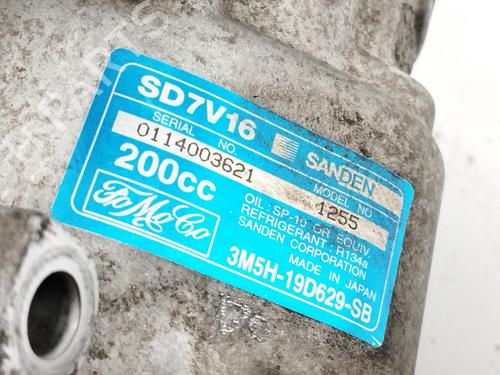 SD7V16
SANDEN
SERIAL NO.
0114003621
MODEL NO.
1255
200CC
FoMoCo
OIL: SP-10 OR EQUIV.
REFRIGERANT: R134a
SANDEN CORPORATION
MADE IN JAPAN
3M5H-19D629-SB